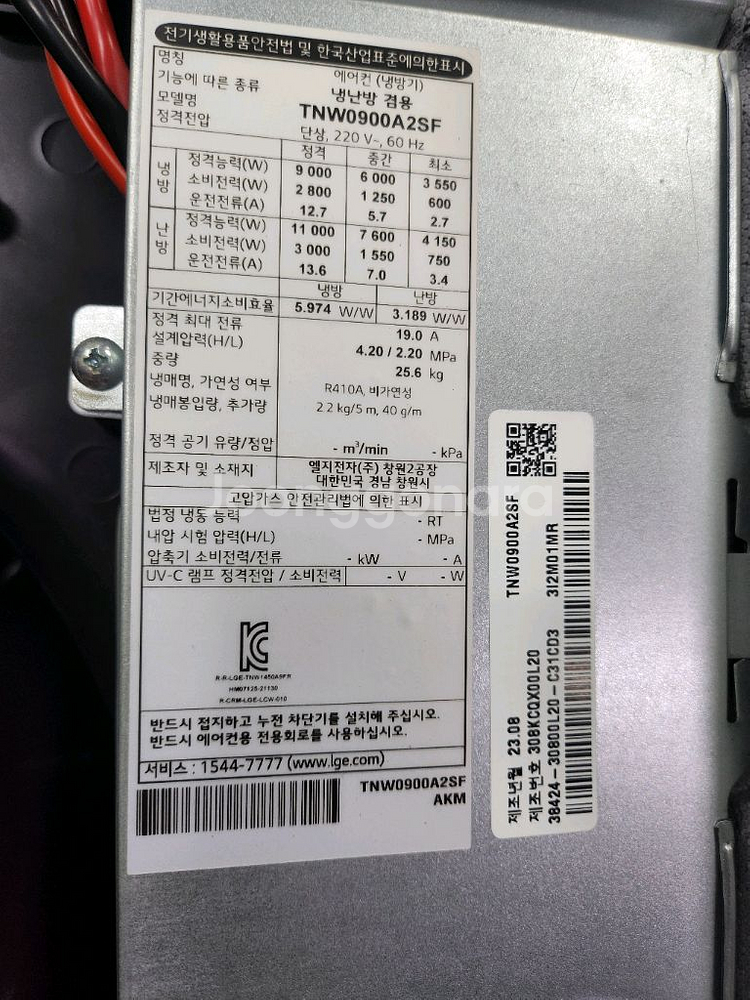 전기생활용품안전법 및 한국산업표준에의한표시
명칭 에어컨 (냉방기)
기능에 따른 종류 냉난방 겸용
모델명 TNW0900A2SF
정격전압 단상, 220 V~, 60 Hz
정격 중간 최소
냉방 정격능력(W) 9 000 6 000 3 550
소비전력(W) 2 800 1 250 600
운전전류(A) 12.7 5.7 2.7
난방 정격능력(W) 11 000 7 600 4 150
소비전력(W) 3 000 1 550 750
운전전류(A) 13.6 7.0 3.4
냉방 난방
기간에너지소비효율 5.974 W/W 3.189 W/W
정격 최대 전류 19.0 A
설계압력(H/L) 4.20 / 2.20 MPa
중량 25.6 kg
냉매명, 가연성 여부 R410A, 비가연성
냉매봉입량, 추가량 2.2 kg/5 m, 40 g/m
정격 공기 유량/정압 - m³/min - kPa
제조자 및 소재지 엘지전자(주) 창원2공장
대한민국 경남 창원시
고압가스 안전관리법에 의한 표시
법정 냉동 능력 - RT
내압 시험 압력(H/L) - MPa
압축기 소비전력/전류 - kW - A
UV-C 램프 정격전압 / 소비전력 - V - W
R-R-LGE-TNW1450A9FR
HM07125-21130
R-CRM-LGE-LCW-010
반드시 접지하고 누전 차단기를 설치해 주십시오.
반드시 에어컨용 전용회로를 사용하십시오.
서비스 : 1544-7777 (www.lge.com)
TNW0900A2SF
AKM
TNW0900A2SF
3I2M01MR
제조년월 23.08
제조번호 308KCQX00L20
38424-30800L20-C31CD3
Joonggonara